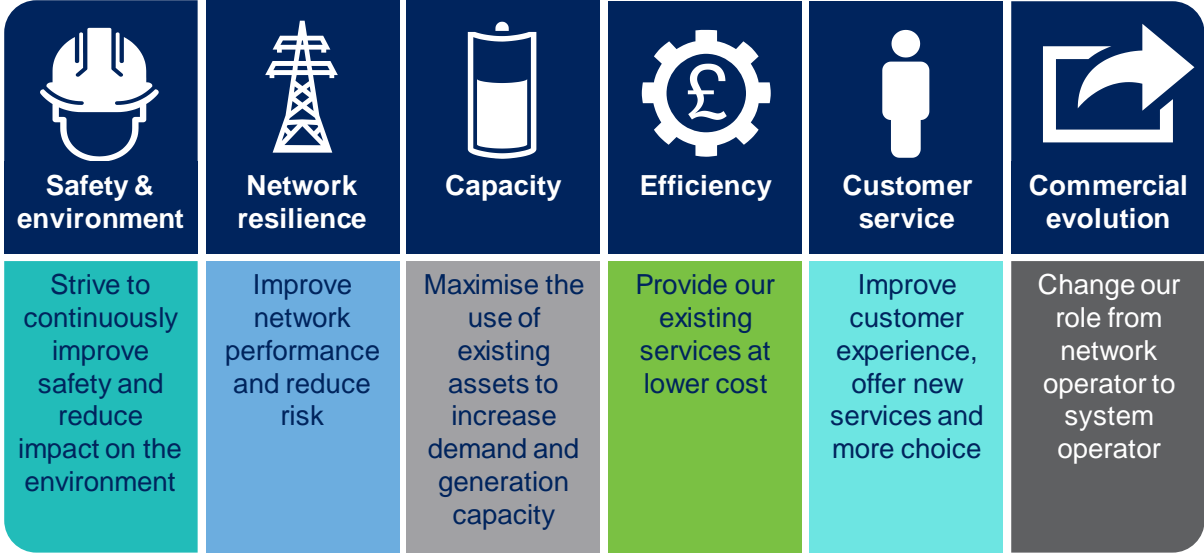 £
Safety &
environment
Network
resilience
Capacity
Efficiency
Customer
service
Commercial
evolution
Strive to
continuously
improve
safety and
reduce
impact on the
environment
Improve
network
performance
and reduce
risk
Maximise the
use of
existing
assets to
increase
demand and
generation
capacity
Provide our
existing
services at
lower cost
Improve
customer
experience,
offer new
services and
more choice
Change our
role from
network
operator to
system
operator